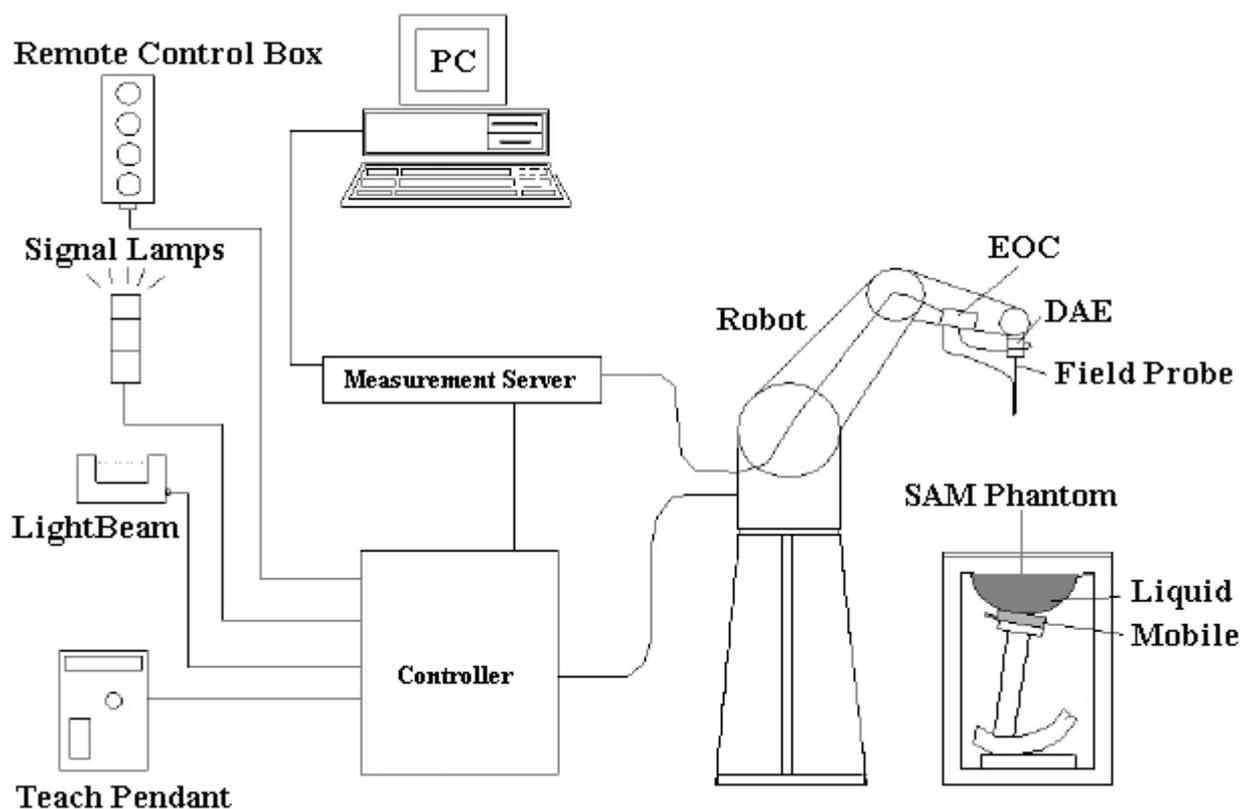 Remote Control Box
PC
Signal Lamps
EOC
DAE
Robot
Field Probe
Measurement Server
LightBeam
SAM Phantom
Liquid
Mobile
Controller
Teach Pendant